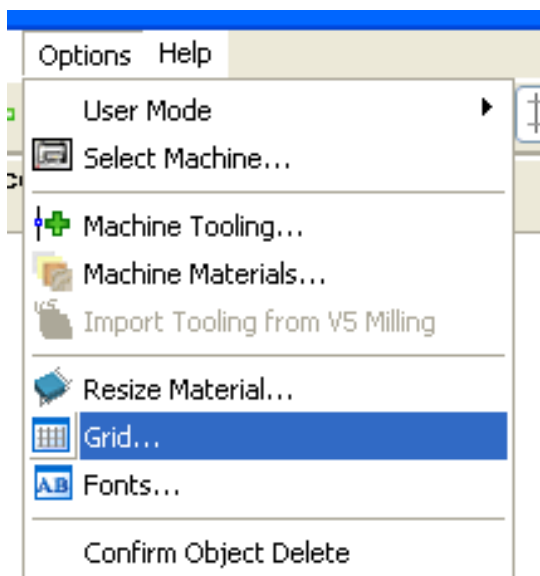 Options Help
User Mode
Select Machine...
Machine Tooling...
Machine Materials...
Import Tooling from V5 Milling
Resize Material...
Grid...
Fonts...
Confirm Object Delete